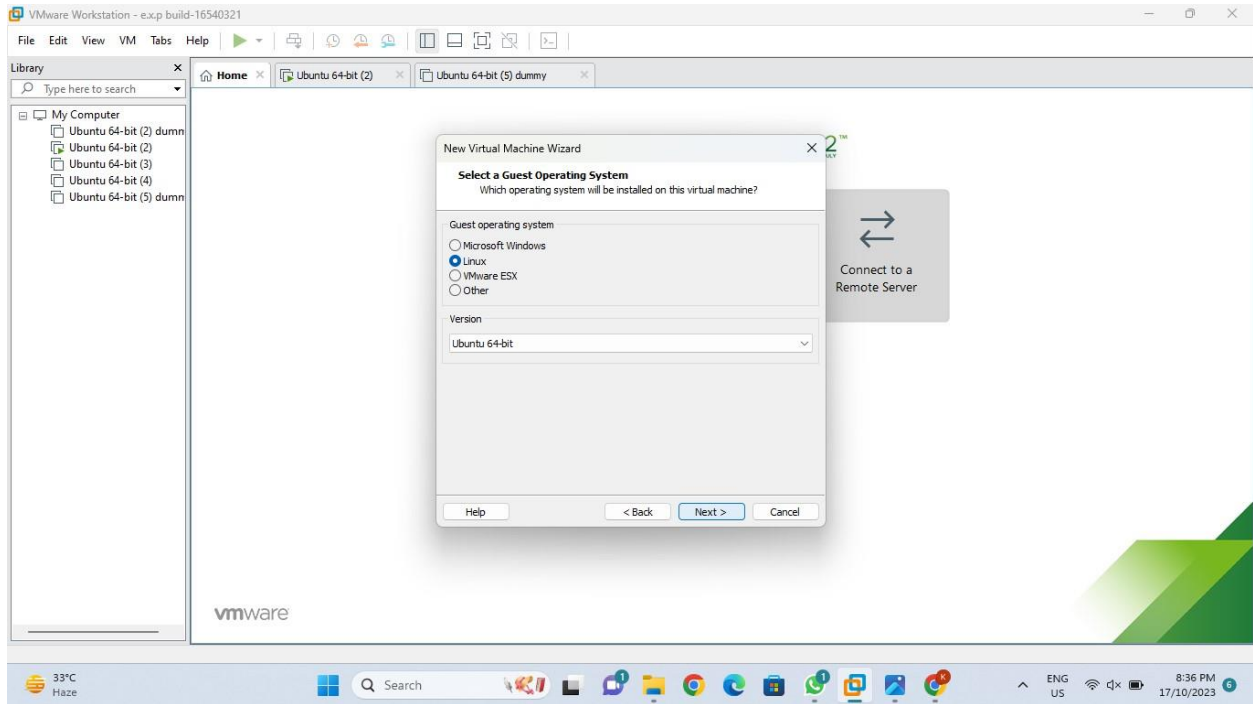 VMware Workstation - e.x.p build-16540321
File Edit View VM Tabs Help
Library
Type here to search
My Computer
Ubuntu 64-bit (2) dumn
Ubuntu 64-bit (2)
Ubuntu 64-bit (3)
Ubuntu 64-bit (4)
Ubuntu 64-bit (5) dumn
Home
Ubuntu 64-bit (2)
Ubuntu 64-bit (5) dummy
2™
New Virtual Machine Wizard
Select a Guest Operating System
Which operating system will be installed on this virtual machine?
Guest operating system
Microsoft Windows
Linux
VMware ESX
Other
Version
Ubuntu 64-bit
Help
< Back
Next >
Cancel
Connect to a
Remote Server
vmware
33°C
Haze
Search
1
1
ENG
US
8:36 PM
17/10/2023
6